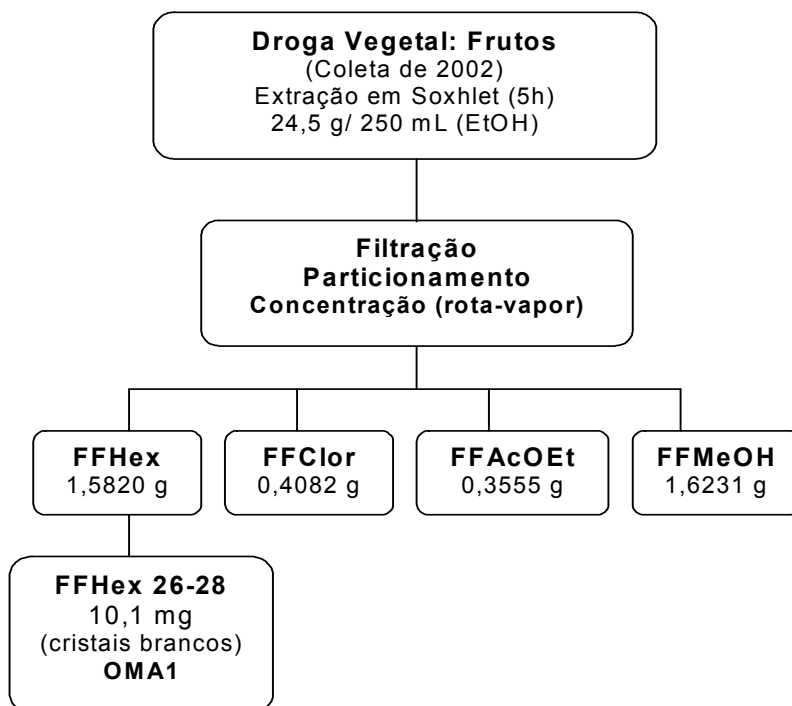 Droga Vegetal: Frutos
(Coleta de 2002)
Extração em Soxhlet (5h)
24,5 g/ 250 mL (EtOH)
Filtração
Particionamento
Concentração (rota-vapor)
FFHex
1,5820 g
FFClor
0,4082 g
FFAcOEt
0,3555 g
FFMeOH
1,6231 g
FFHex 26-28
10,1 mg
(cristais brancos)
OMA1